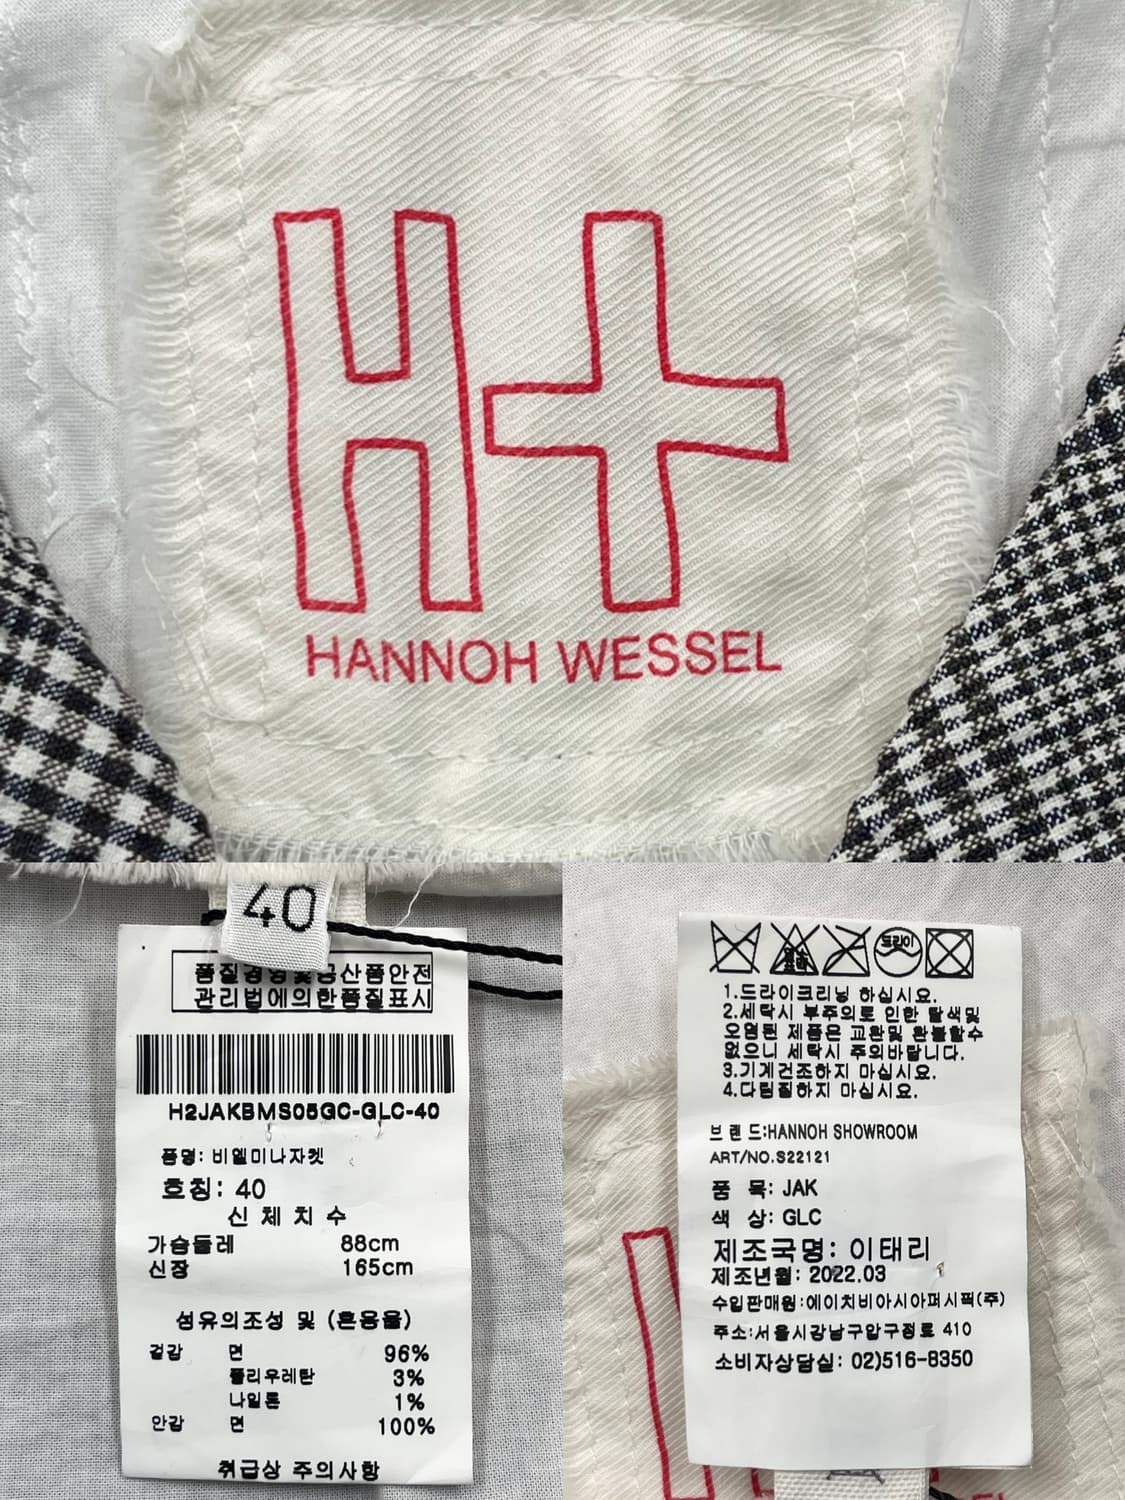 H+
HANNOH WESSEL
40
품질경영및공산품안전
관리법에의한품질표시
H2JAKBMS05GC-GLC-40
품명: 비엘미나자켓
호칭: 40
신 체 치 수
가슴둘레 88cm
신장 165cm
섬유의조성 및 (혼용율)
겉감 면 96%
폴리우레탄 3%
나일론 1%
안감 면 100%
취급상 주의사항
드라이
1.드라이크리닝 하십시요.
2.세탁시 부주의로 인한 탈색및
오염된 제품은 교환및 환불할수
없으니 세탁시 주의바랍니다.
3.기계건조하지 마십시요.
4.다림질하지 마십시요.
브 랜 드:HANNOH SHOWROOM
ART/NO.S22121
품 목: JAK
색 상: GLC
제조국명: 이태리
제조년월: 2022.03
수입판매원:에이치비아시아퍼시픽(주)
주소:서울시강남구압구정로 410
소비자상담실: 02)516-8350